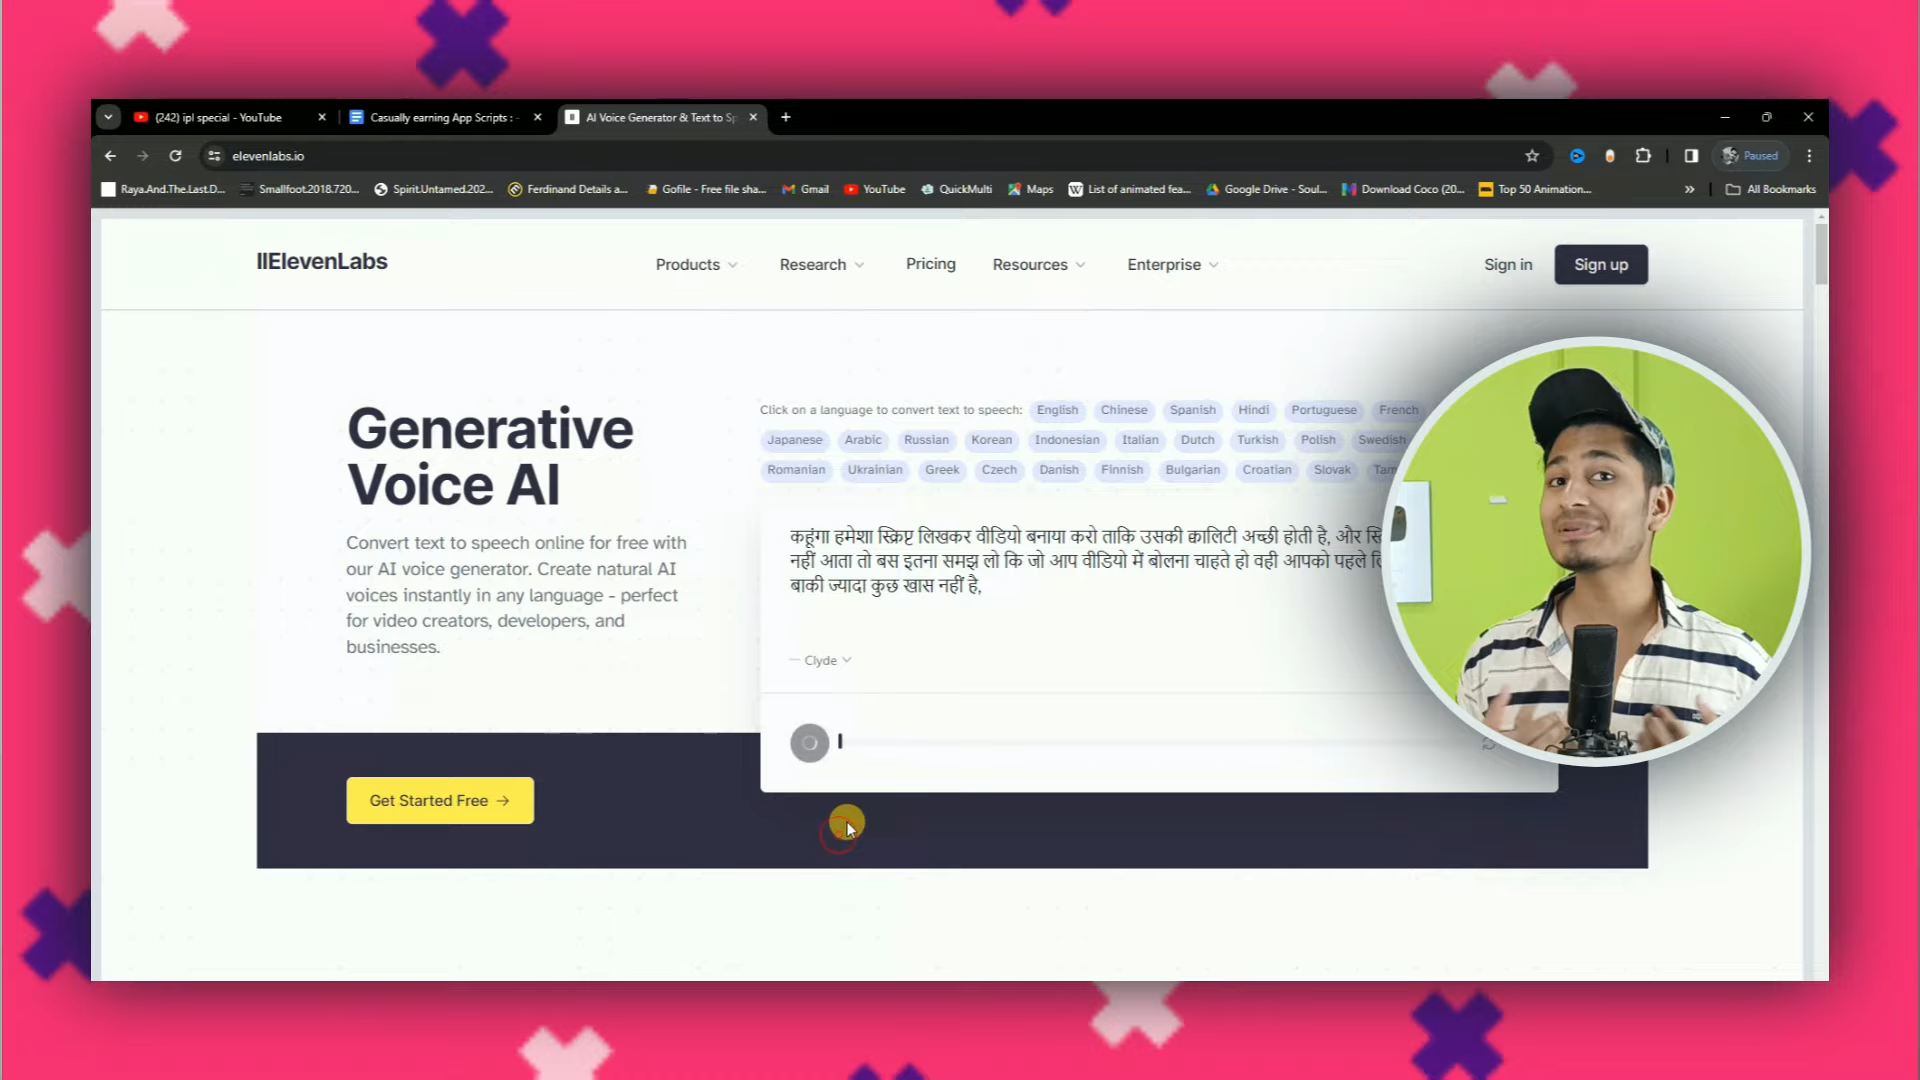 (242) ipl special - YouTube
Casually earning App Scripts :
AI Voice Generator & Text to Sp
elevenlabs.io
Paused
Raya.And.The.Last.D...
Smallfoot.2018.720...
Spirit.Untamed.202...
Ferdinand Details a...
Gofile - Free file sha...
Gmail
YouTube
QuickMulti
Maps
List of animated fea...
Google Drive - Soul...
Download Coco (20...
Top 50 Animation...
All Bookmarks
IIElevenLabs
Products
Research
Pricing
Resources
Enterprise
Sign in
Sign up
Generative
Voice AI
Convert text to speech online for free with
our AI voice generator. Create natural AI
voices instantly in any language - perfect
for video creators, developers, and
businesses.
Get Started Free →
Click on a language to convert text to speech: English Chinese Spanish Hindi Portuguese French
Japanese Arabic Russian Korean Indonesian Italian Dutch Turkish Polish Swedish
Romanian Ukrainian Greek Czech Danish Finnish Bulgarian Croatian Slovak
कहूंगा हमेशा स्क्रिप्ट लिखकर वीडियो बनाया करो ताकि उसकी क्वालिटी अच्छी होती है, और
नहीं आता तो बस इतना समझ लो कि जो आप वीडियो में बोलना चाहते हो वही आपको पहले
बाकी ज्यादा कुछ खास नहीं है,
— Clyde